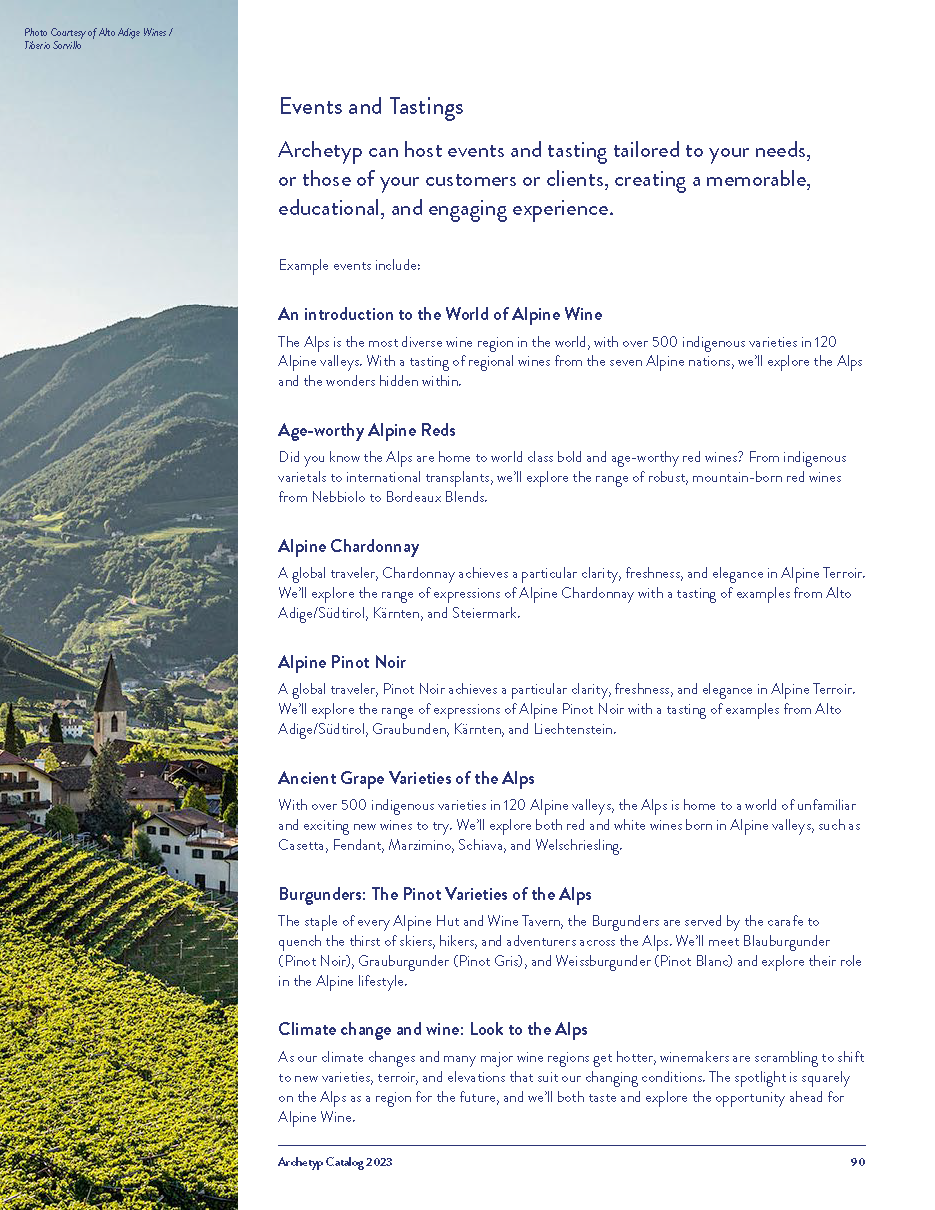 Photo Courtesy of Alto Adige Wines /
Tiberio Sorvillo
Events and Tastings
Archetyp can host events and tasting tailored to your needs,
or those of your customers or clients, creating a memorable,
educational, and engaging experience.
Example events include:
An introduction to the World of Alpine Wine
The Alps is the most diverse wine region in the world, with over 500 indigenous varieties in 120
Alpine valleys. With a tasting of regional wines from the seven Alpine nations, we'll explore the Alps
and the wonders hidden within.
Age-worthy Alpine Reds
Did you know the Alps are home to world class bold and age-worthy red wines? From indigenous
varietals to international transplants, we'll explore the range of robust, mountain-born red wines
from Nebbiolo to Bordeaux Blends.
Alpine Chardonnay
A global traveler, Chardonnay achieves a particular clarity, freshness, and elegance in Alpine Terroir.
We'll explore the range of expressions of Alpine Chardonnay with a tasting of examples from Alto
Adige/Südtirol, Kärnten, and Steiermark.
Alpine Pinot Noir
A global traveler, Pinot Noir achieves a particular clarity, freshness, and elegance in Alpine Terroir.
We'll explore the range of expressions of Alpine Pinot Noir with a tasting of examples from Alto
Adige/Südtirol, Graubunden, Kärnten, and Liechtenstein.
Ancient Grape Varieties of the Alps
With over 500 indigenous varieties in 120 Alpine valleys, the Alps is home to a world of unfamiliar
and exciting new wines to try. We'll explore both red and white wines born in Alpine valleys, such as
Casetta, Fendant, Marzimino, Schiava, and Welschriesling.
Burgunders: The Pinot Varieties of the Alps
The staple of every Alpine Hut and Wine Tavern, the Burgunders are served by the carafe to
quench the thirst of skiers, hikers, and adventurers across the Alps. We'll meet Blauburgunder
(Pinot Noir), Grauburgunder (Pinot Gris), and Weissburgunder (Pinot Blanc) and explore their role
in the Alpine lifestyle.
Climate change and wine: Look to the Alps
As our climate changes and many major wine regions get hotter, winemakers are scrambling to shift
to new varieties, terroir, and elevations that suit our changing conditions. The spotlight is squarely
on the Alps as a region for the future, and we'll both taste and explore the opportunity ahead for
Alpine Wine.
Archetyp Catalog 2023 90